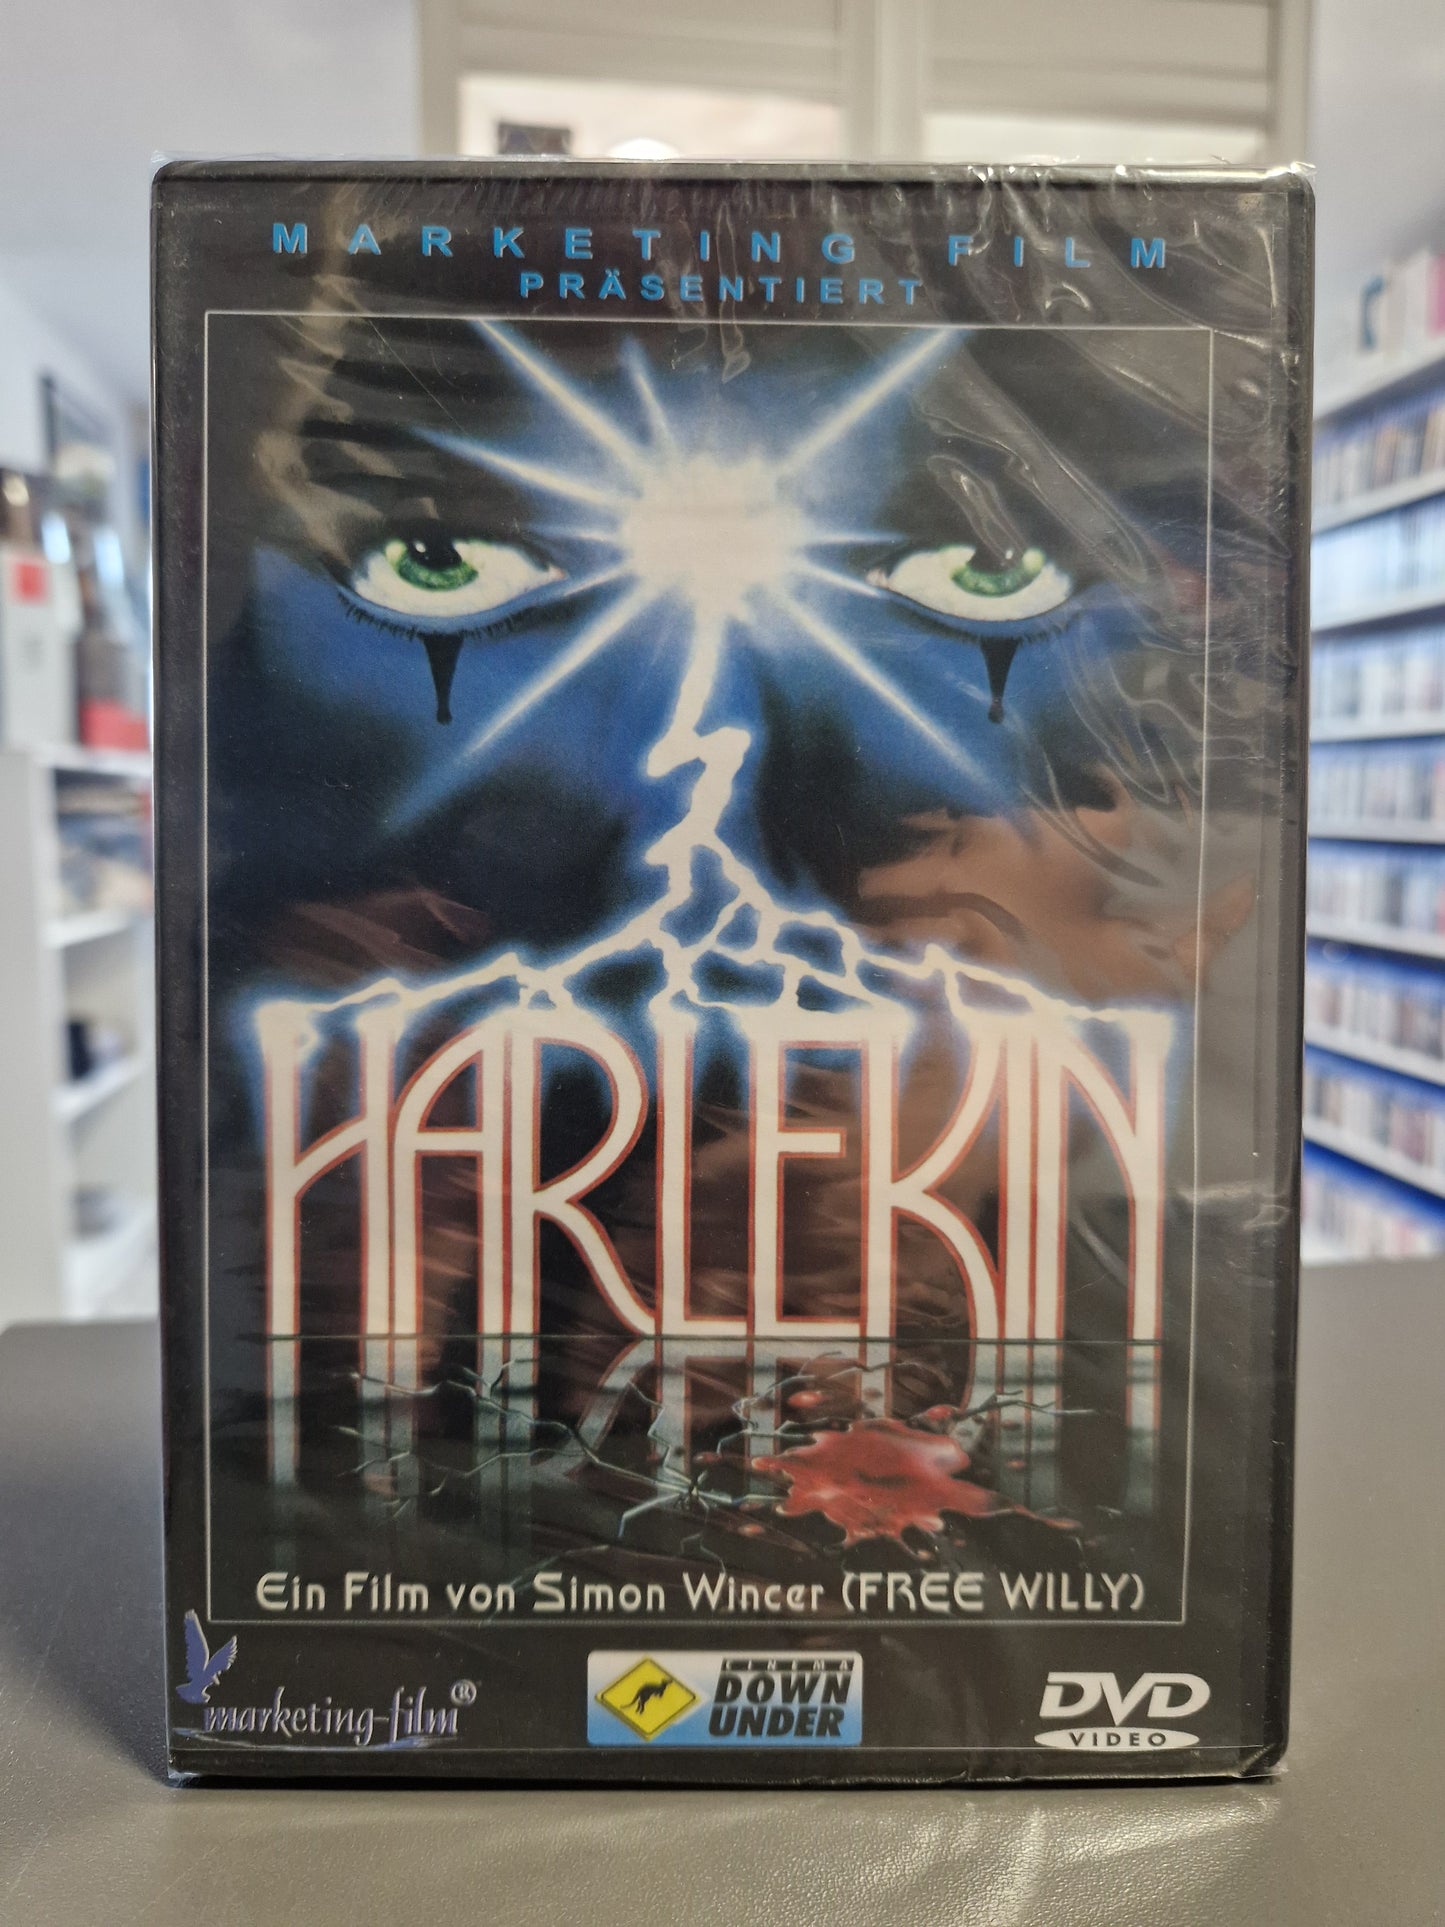 MARKETING FILM
PRÄSENTIERT
HARLEKIN
Ein Film von Simon Wincer (FREE WILLY)
marketing-film®
CINEMA
DOWN
UNDER
DVD
VIDEO